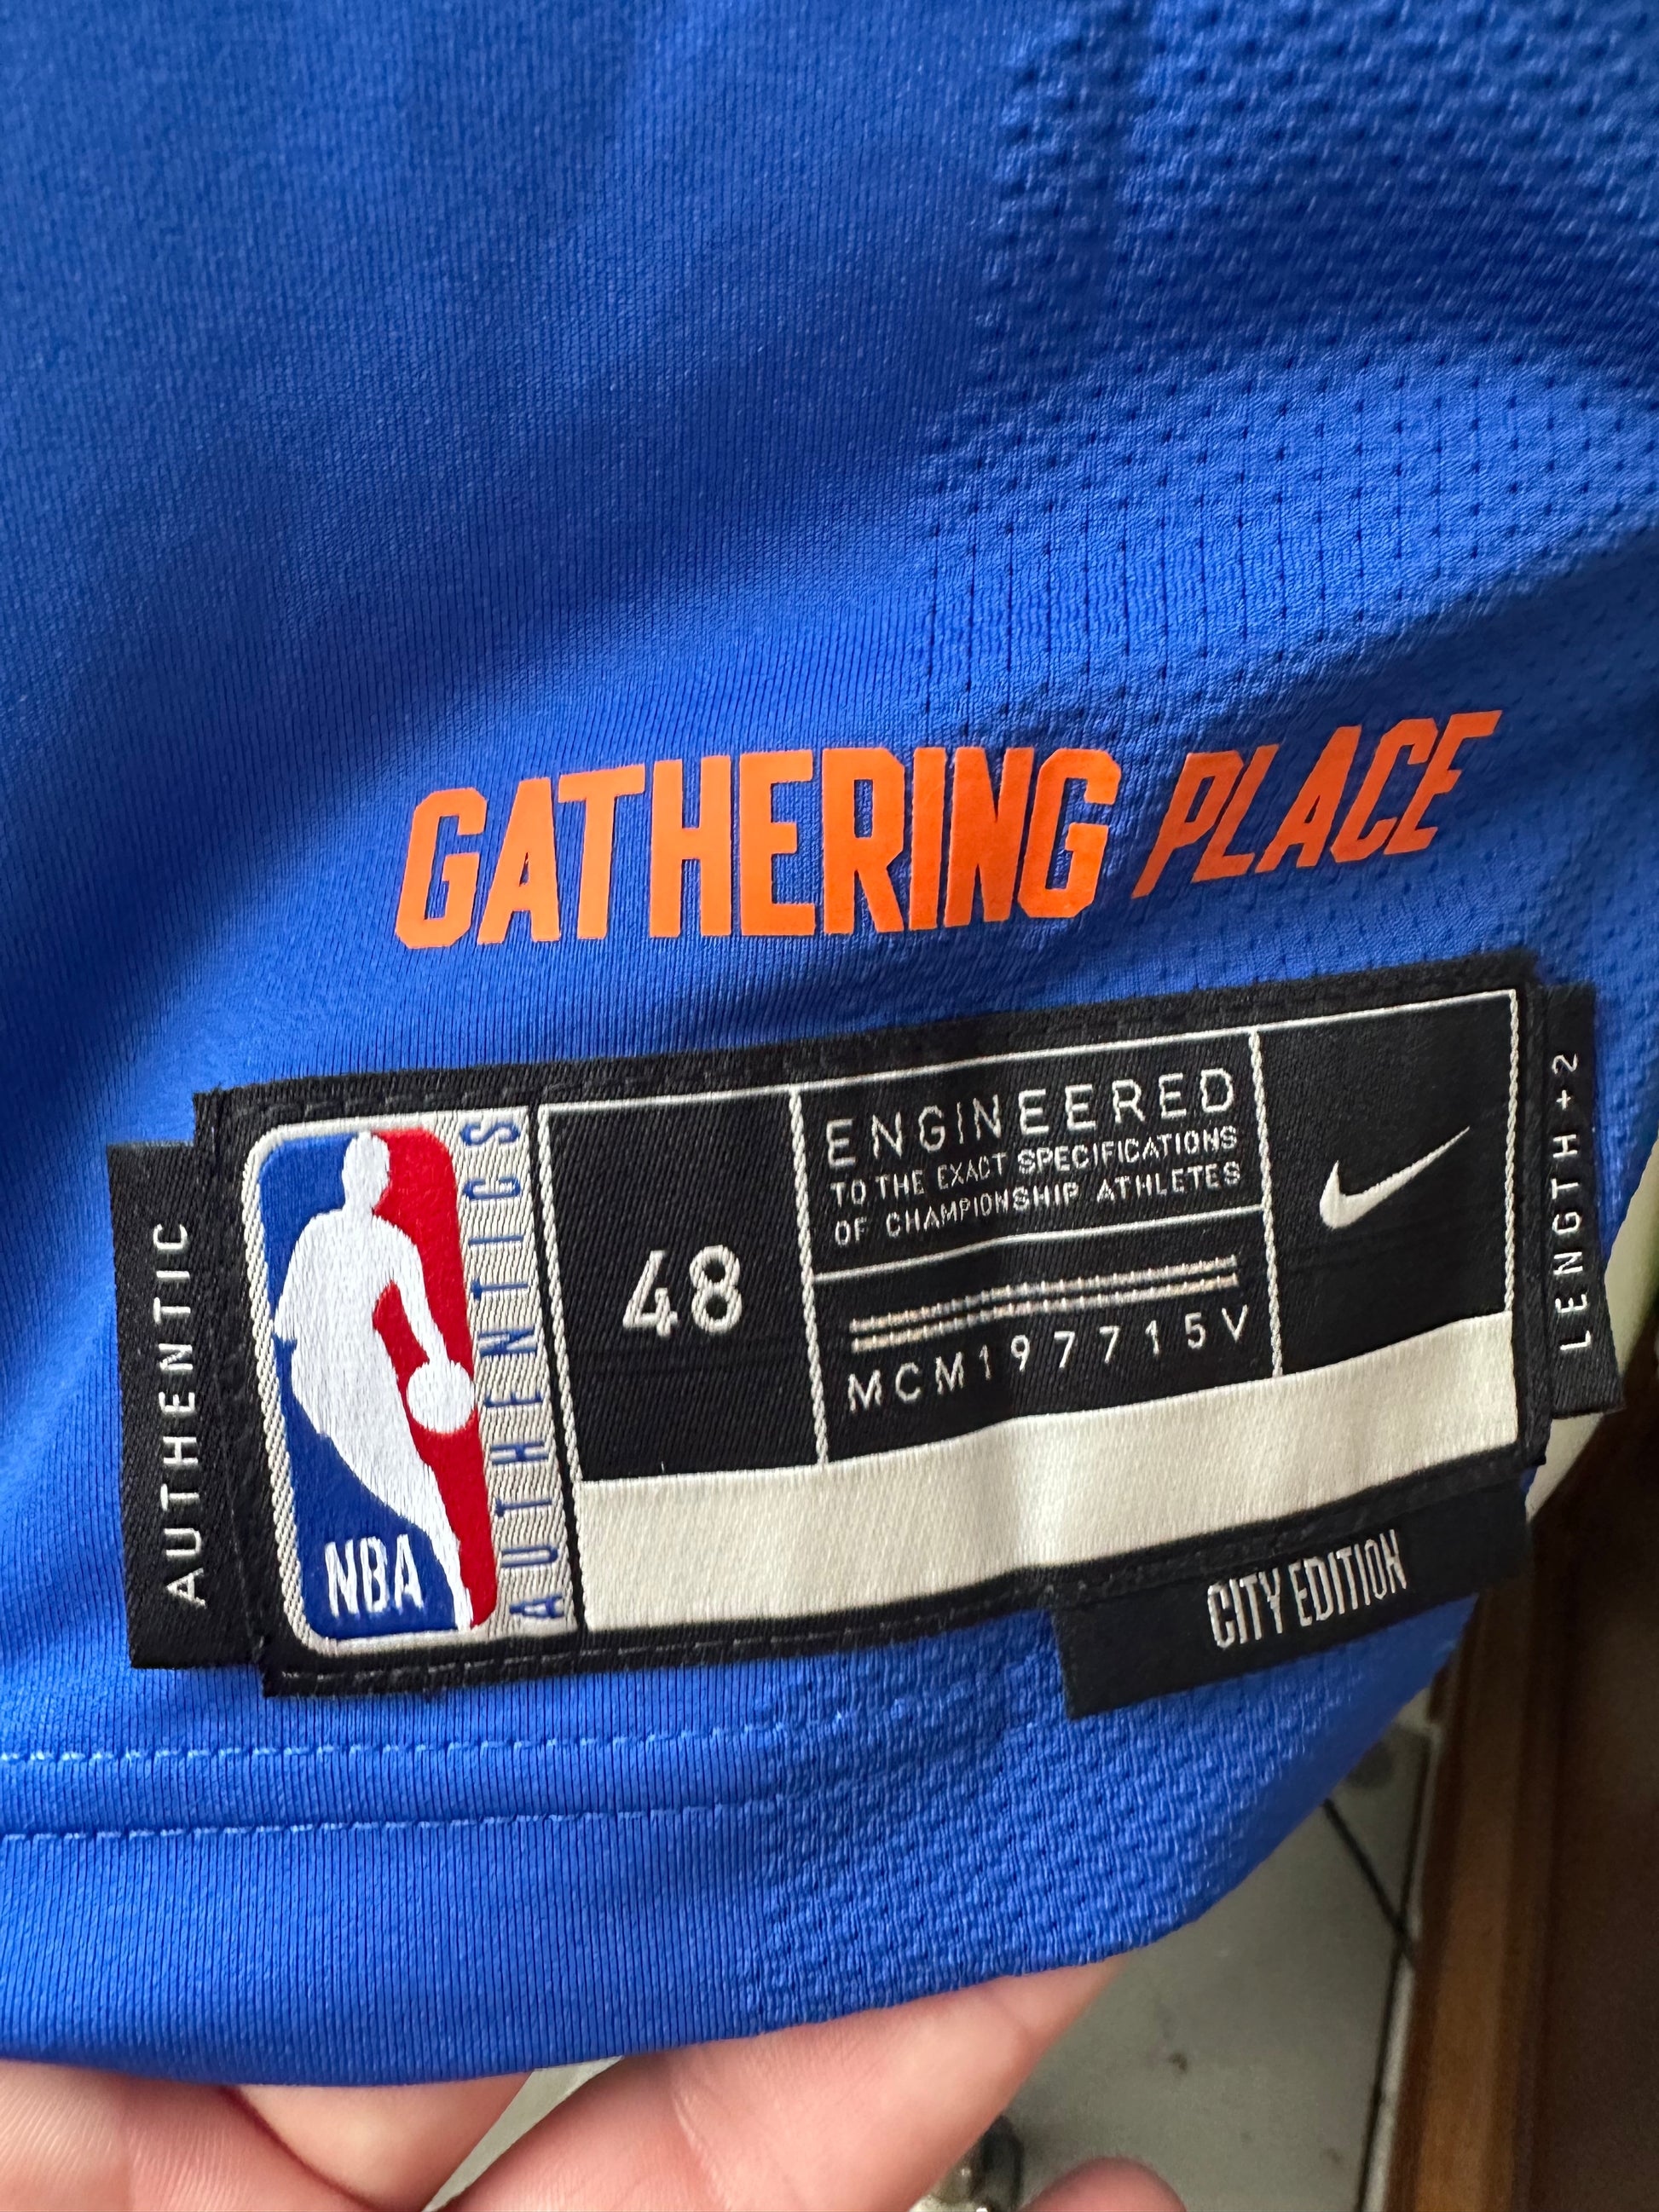 GATHERING PLACE
AUTHENTIC
NBA
AUTHENTICS
48
ENGINEERED
TO THE EXACT SPECIFICATIONS
OF CHAMPIONSHIP ATHLETES
MCM197715V
LENGTH +2
CITY EDITION